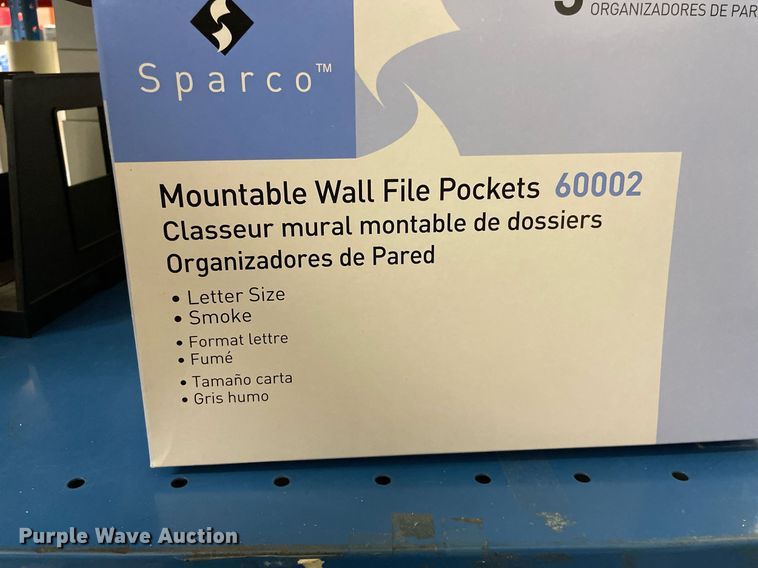 ORGANIZADORES DE PAR
Sparco™
Mountable Wall File Pockets 60002
Classeur mural montable de dossiers
Organizadores de Pared
• Letter Size
• Smoke
• Format lettre
• Fumé
• Tamaño carta
• Gris humo
Purple Wave Auction